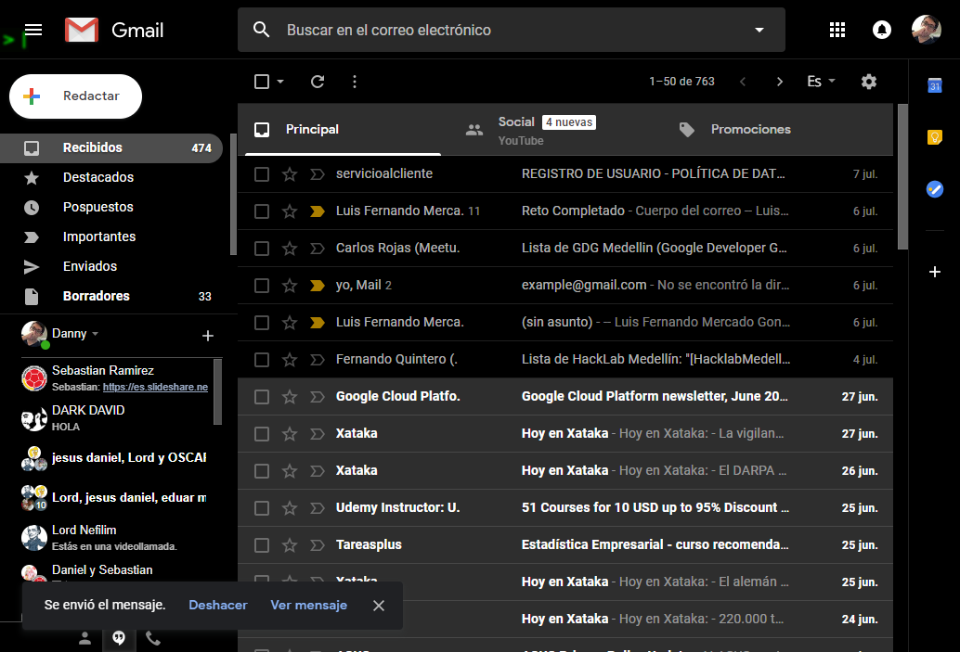 Gmail
Buscar en el correo electrónico
Redactar
1–50 de 763
Es
Principal
Social 4 nuevas
YouTube
Promociones
Recibidos 474
Destacados
Pospuestos
Importantes
Enviados
Borradores 33
Danny
Sebastian Ramirez
Sebastian: https://es.slideshare.ne
DARK DAVID
HOLA
jesus daniel, Lord y OSCAR
Lord, jesus daniel, eduar m
10
Lord Nefilim
Estás en una videollamada.
Daniel y Sebastian
servicioalcliente REGISTRO DE USUARIO - POLÍTICA DE DAT… 7 jul.
Luis Fernando Merca. 11 Reto Completado - Cuerpo del correo -- Luis… 6 jul.
Carlos Rojas (Meetu. Lista de GDG Medellin (Google Developer G… 6 jul.
yo, Mail 2 example@gmail.com - No se encontró la dir… 6 jul.
Luis Fernando Merca. (sin asunto) - -- Luis Fernando Mercado Gon… 6 jul.
Fernando Quintero (. Lista de HackLab Medellín: "[HacklabMedell… 4 jul.
Google Cloud Platfo. Google Cloud Platform newsletter, June 20… 27 jun.
Xataka Hoy en Xataka - Hoy en Xataka: - La vigilan… 27 jun.
Xataka Hoy en Xataka - Hoy en Xataka: - El DARPA … 26 jun.
Udemy Instructor: U. 51 Courses for 10 USD up to 95% Discount … 25 jun.
Tareasplus Estadística Empresarial - curso recomenda… 25 jun.
Xataka Hoy en Xataka - Hoy en Xataka: - El alemán … 25 jun.
Hoy en Xataka - Hoy en Xataka: - 220.000 t… 24 jun.
Se envió el mensaje. Deshacer Ver mensaje
31